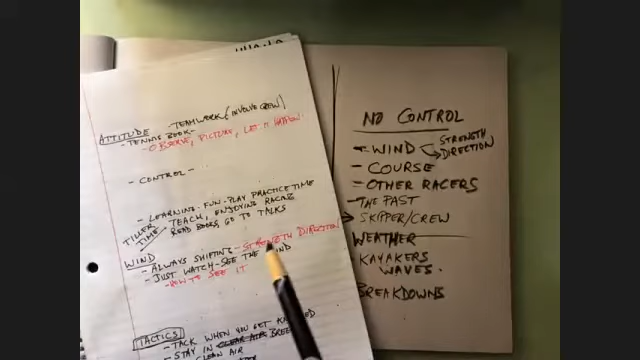 ATTITUDE - TEAMWORK (INVOLVE CREW)
- TENNIS BOOK -
- OBSERVE, PICTURE, LET IT HAPPEN
- CONTROL -
- LEARNING - FUN - PLAY PRACTICE TIME
TILLER TIME
TEACH, ENJOYING RACING
READ BOOKS, GO TO TALKS
WIND
- ALWAYS SHIFTING - STRENGTH DIRECTION
- JUST WATCH - SEE THE WIND
- HOW TO SEE IT
TACTICS
- TACK WHEN YOU GET
- STAY IN CLEAR AIR
CLEAN AIR
NO CONTROL
- WIND STRENGTH
DIRECTION
- COURSE
- OTHER RACERS
- THE PAST
SKIPPER/CREW
WEATHER
KAYAKERS
WAVES.
BREAKDOWNS